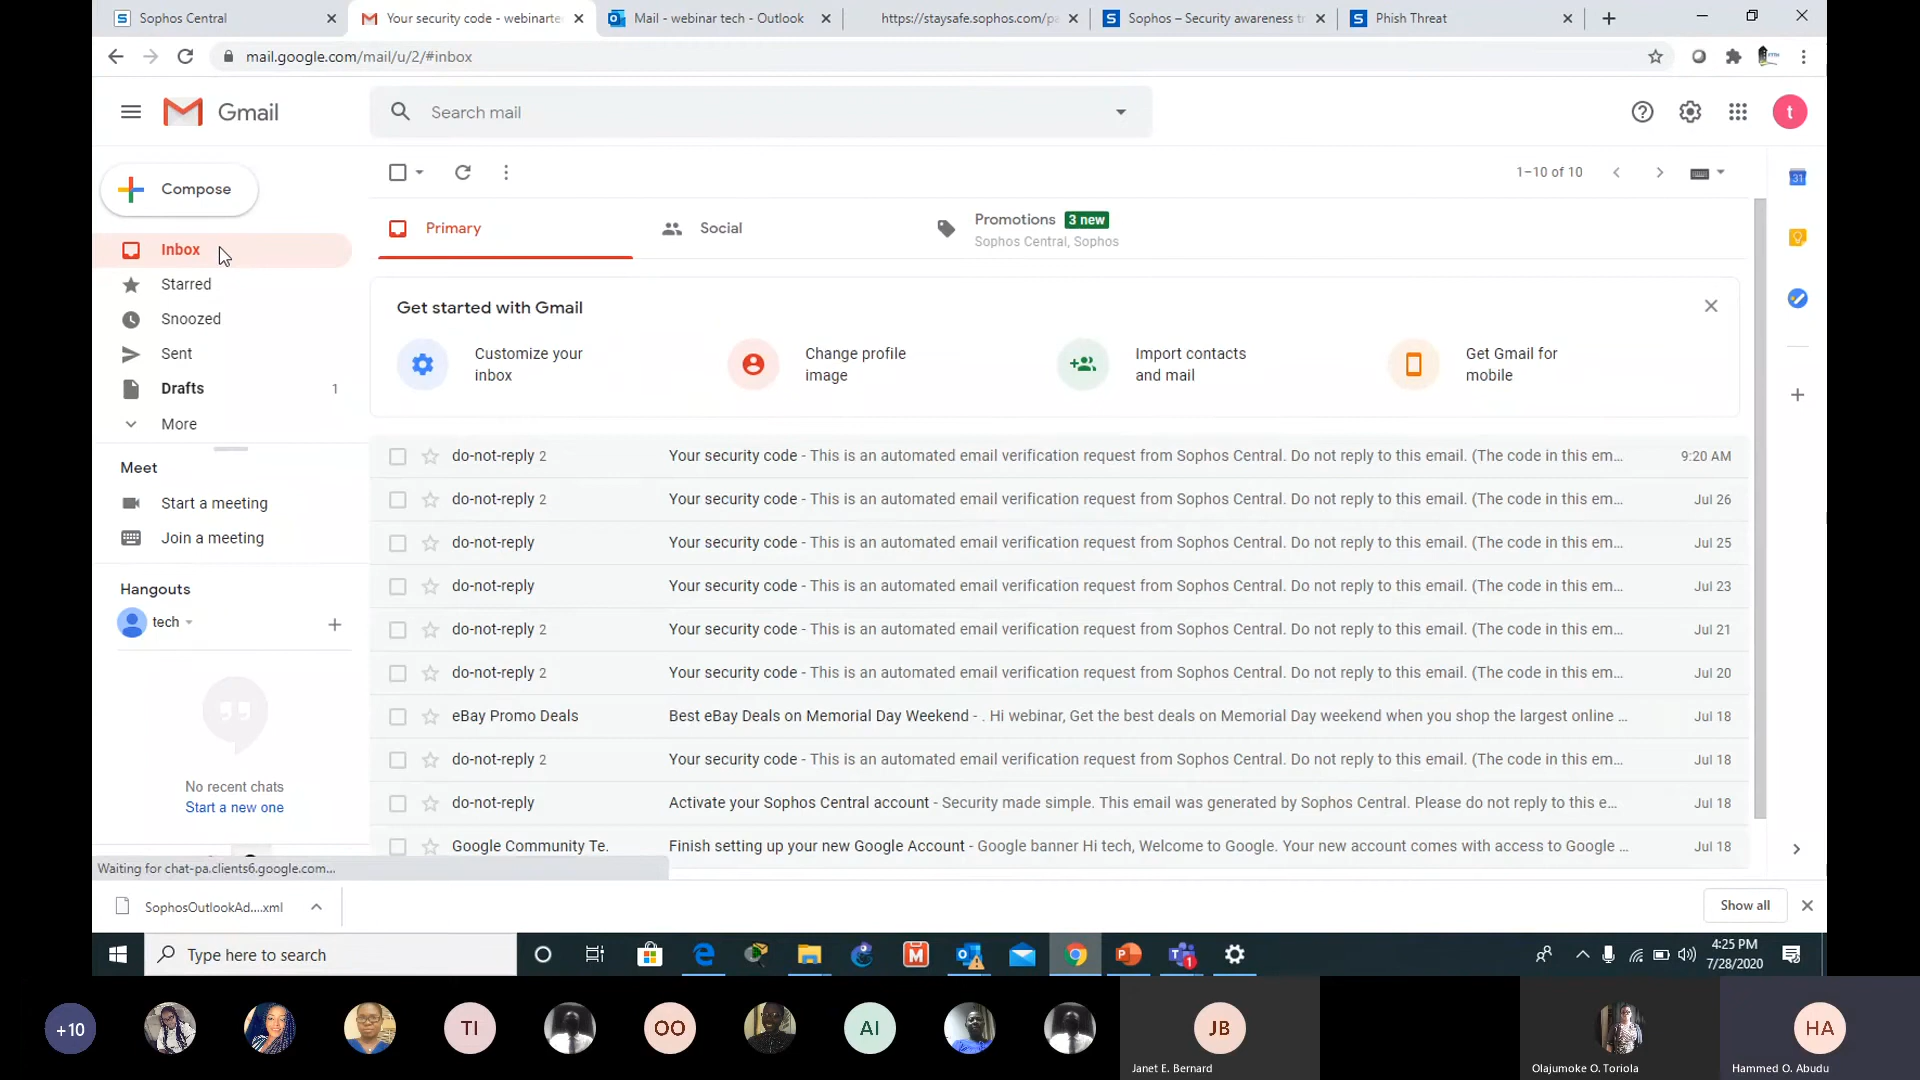 Sophos Central
Your security code - webinarte
Mail - webinar tech - Outlook
https://staysafe.sophos.com/pa
Sophos – Security awareness tr
Phish Threat
mail.google.com/mail/u/2/#inbox
Gmail
Search mail
t
Compose
1–10 of 10
31
Inbox
Starred
Snoozed
Sent
Drafts 1
More
Primary
Social
Promotions 3 new
Sophos Central, Sophos
Get started with Gmail
Customize your
inbox
Change profile
image
Import contacts
and mail
Get Gmail for
mobile
Meet
Start a meeting
Join a meeting
Hangouts
tech
No recent chats
Start a new one
do-not-reply 2 Your security code - This is an automated email verification request from Sophos Central. Do not reply to this email. (The code in this em... 9:20 AM
do-not-reply 2 Your security code - This is an automated email verification request from Sophos Central. Do not reply to this email. (The code in this em... Jul 26
do-not-reply Your security code - This is an automated email verification request from Sophos Central. Do not reply to this email. (The code in this em... Jul 25
do-not-reply Your security code - This is an automated email verification request from Sophos Central. Do not reply to this email. (The code in this em... Jul 23
do-not-reply 2 Your security code - This is an automated email verification request from Sophos Central. Do not reply to this email. (The code in this em... Jul 21
do-not-reply 2 Your security code - This is an automated email verification request from Sophos Central. Do not reply to this email. (The code in this em... Jul 20
eBay Promo Deals Best eBay Deals on Memorial Day Weekend - . Hi webinar, Get the best deals on Memorial Day weekend when you shop the largest online ... Jul 18
do-not-reply 2 Your security code - This is an automated email verification request from Sophos Central. Do not reply to this email. (The code in this em... Jul 18
do-not-reply Activate your Sophos Central account - Security made simple. This email was generated by Sophos Central. Please do not reply to this e... Jul 18
Google Community Te. Finish setting up your new Google Account - Google banner Hi tech, Welcome to Google. Your new account comes with access to Google ... Jul 18
Waiting for chat-pa.clients6.google.com...
SophosOutlookAd....xml
Show all
Type here to search
4:25 PM
7/28/2020
+10
TI
OO
AI
JB
HA
Janet E. Bernard
Olajumoke O. Toriola
Hammed O. Abudu